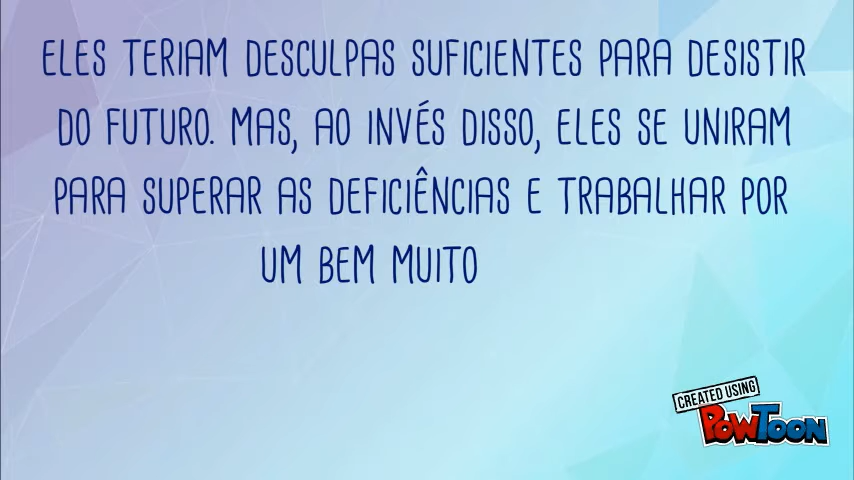 ELES TERIAM DESCULPAS SUFICIENTES PARA DESISTIR
DO FUTURO. MAS, AO INVÉS DISSO, ELES SE UNIRAM
PARA SUPERAR AS DEFICIÊNCIAS E TRABALHAR POR
UM BEM MUITO
CREATED USING
POWTOON